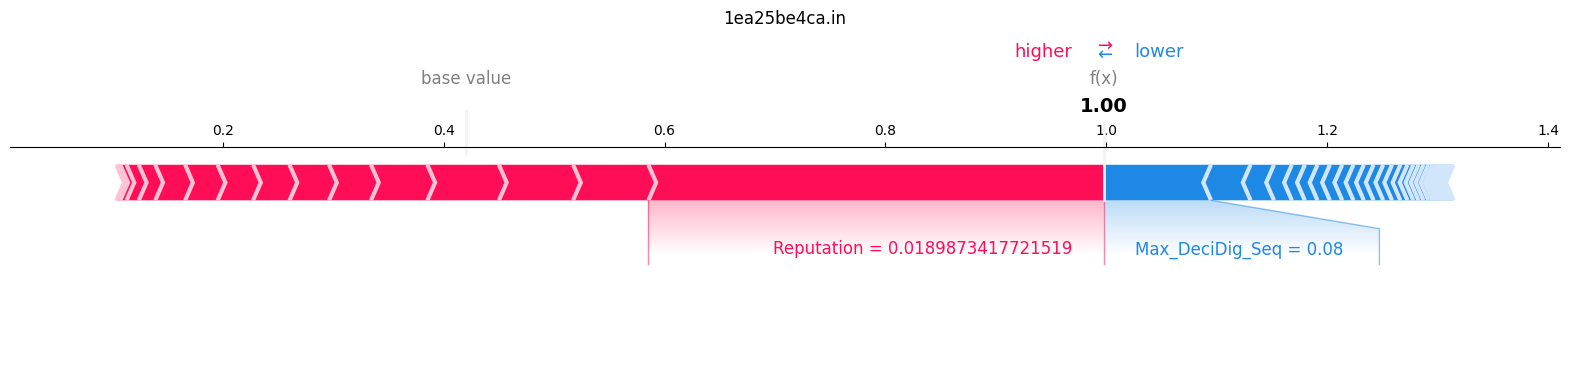 1ea25be4ca.in
higher ⇄ lower
base value
f(x)
1.00
0.2 0.4 0.6 0.8 1.0 1.2 1.4
Reputation = 0.0189873417721519
Max_DeciDig_Seq = 0.08